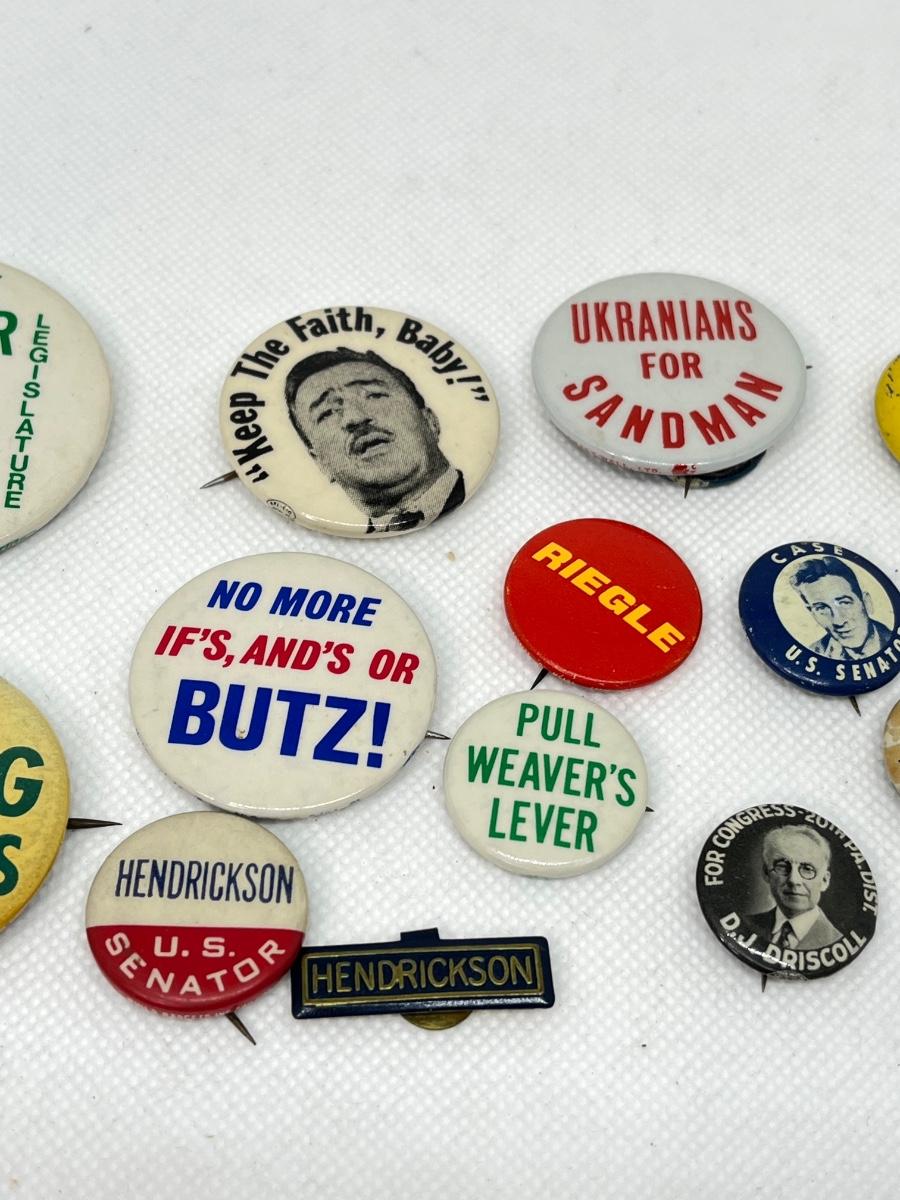 R
LEGISLATURE
"Keep The Faith, Baby!"
UKRANIANS
FOR
SANDMAN
NO MORE
IF'S, AND'S OR
BUTZ!
RIEGLE
CASE
U.S. SENATO
PULL
WEAVER'S
LEVER
G
S
HENDRICKSON
U.S.
SENATOR
HENDRICKSON
FOR CONGRESS-20TH PA. DIST.
D.J. DRISCOLL